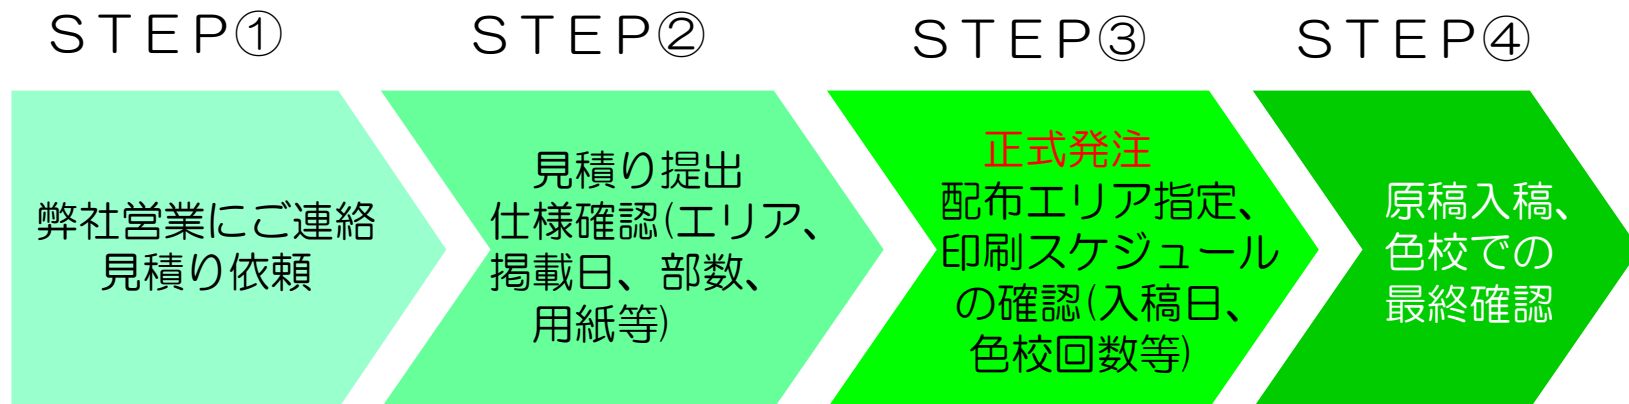 ＳＴＥＰ①
弊社営業にご連絡
見積り依頼
ＳＴＥＰ②
見積り提出
仕様確認(エリア、
掲載日、部数、
用紙等)
ＳＴＥＰ③
正式発注
配布エリア指定、
印刷スケジュール
の確認(入稿日、
色校回数等)
ＳＴＥＰ④
原稿入稿、
色校での
最終確認